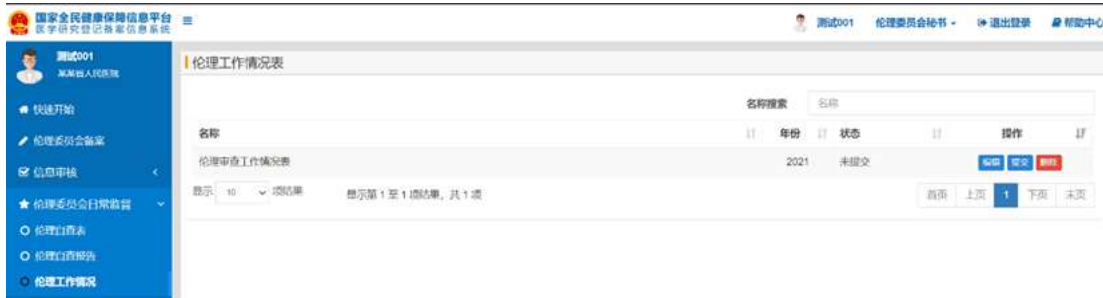 国家全民健康保障信息平台
医学研究登记备案信息系统
测试001
伦理委员会秘书
退出登录
帮助中心
测试001
某某省人民医院
快速开始
伦理委员会备案
信息审核
伦理委员会日常监督
伦理自查表
伦理自查报告
伦理工作情况
伦理工作情况表
名称搜索 名称
名称 年份 状态 操作
伦理审查工作情况表 2021 未提交 编辑 提交 删除
显示 10 项结果 显示第 1 至 1 项结果，共 1 项
首页 上页 1 下页 末页